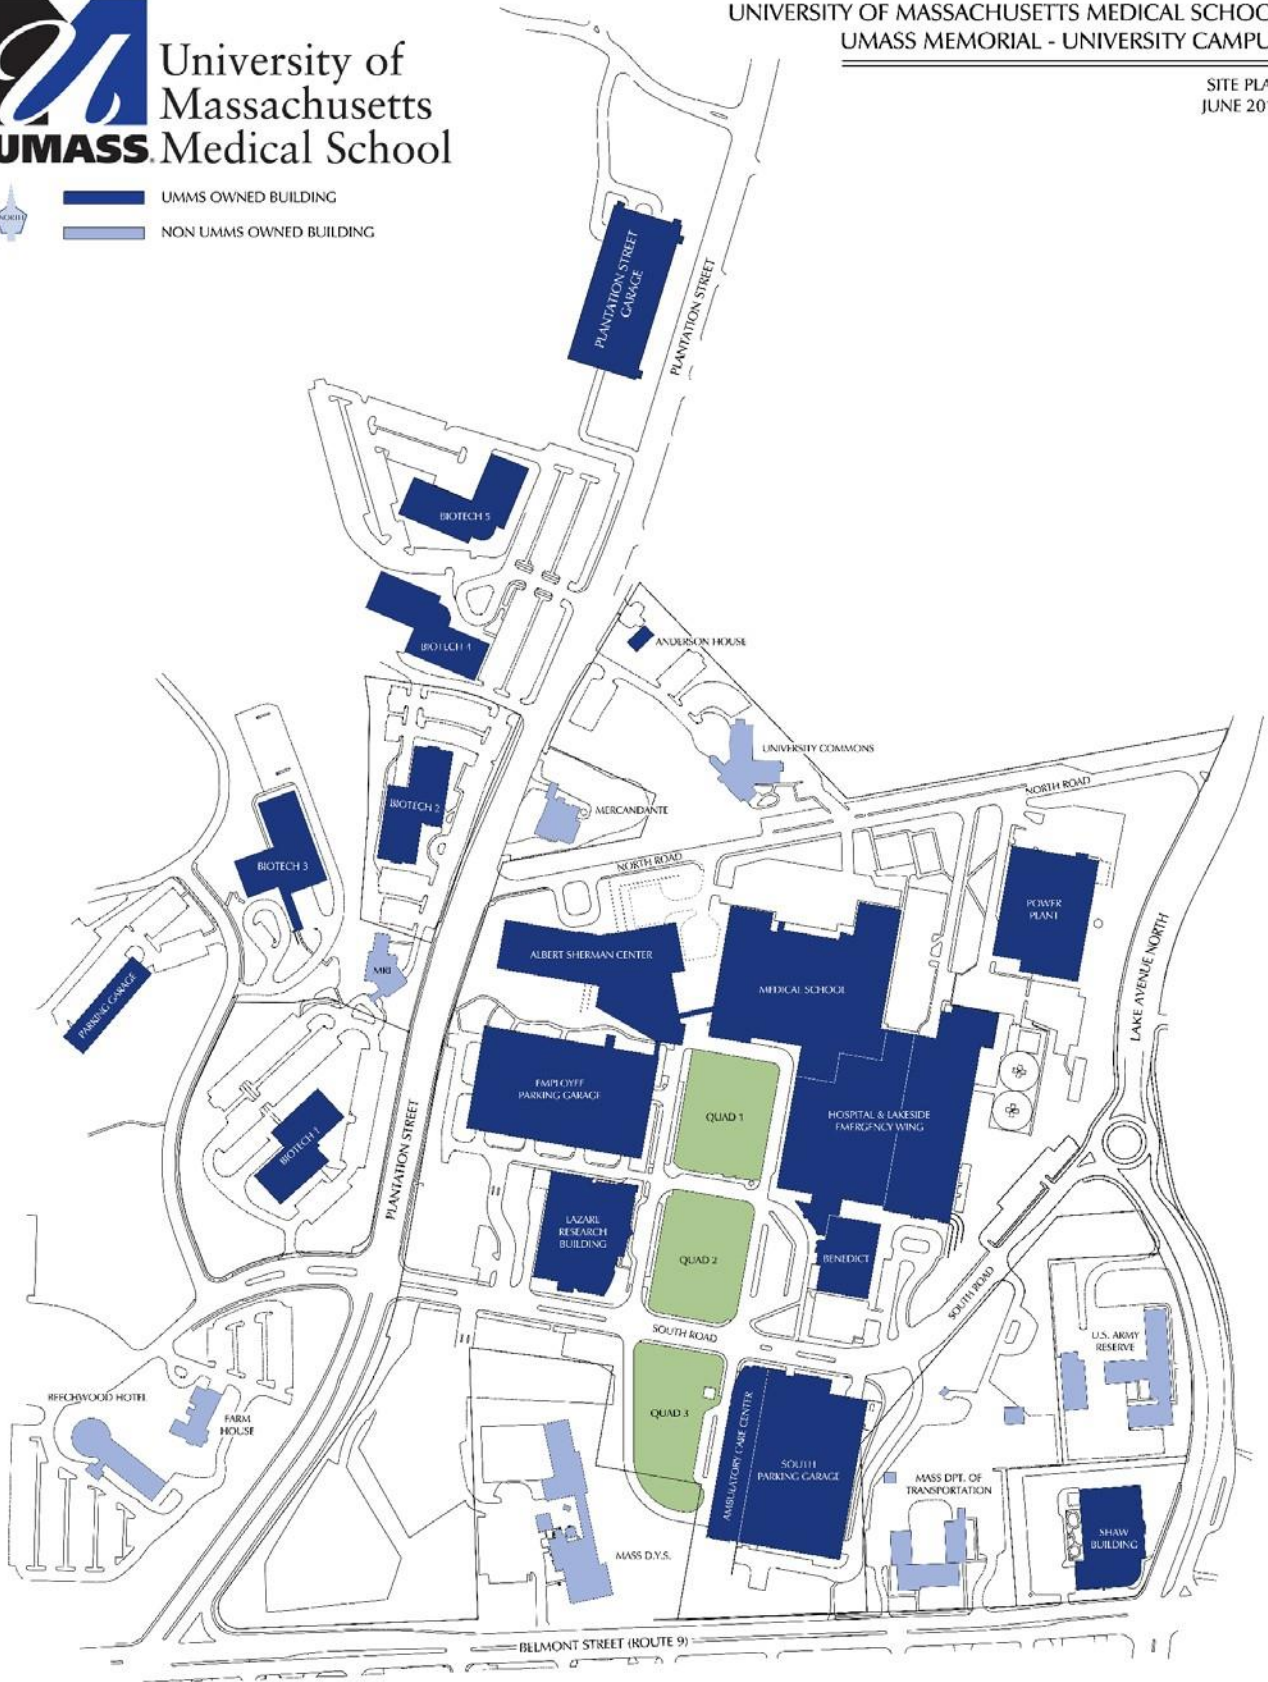 UNIVERSITY OF MASSACHUSETTS MEDICAL SCHOO
UMASS MEMORIAL - UNIVERSITY CAMPU
SITE PLA
JUNE 20
UMASS
University of
Massachusetts
Medical School
UMMS OWNED BUILDING
NORTH
NON UMMS OWNED BUILDING
PLANTATION STREET
GARAGE
PLANTATION STREET
BIOTECH 5
BIOTECH 4
ANDERSON HOUSE
UNIVERSITY COMMONS
NORTH ROAD
BIOTECH 2
MERCANDANTE
BIOTECH 3
NORTH ROAD
POWER
PLANT
ALBERT SHERMAN CENTER
MRI
MEDICAL SCHOOL
LAKE AVENUE NORTH
PARKING GARAGE
EMPLOYEE
PARKING GARAGE
QUAD 1
HOSPITAL & LAKESIDE
EMERGENCY WING
BIOTECH 1
PLANTATION STREET
LAZARE
RESEARCH
BUILDING
QUAD 2
BENEDICT
SOUTH ROAD
SOUTH ROAD
U.S. ARMY
RESERVE
BEECHWOOD HOTEL
FARM
HOUSE
QUAD 3
AMBULATORY CARE CENTER
SOUTH
PARKING GARAGE
MASS DPT. OF
TRANSPORTATION
SHAW
BUILDING
MASS D.Y.S.
BELMONT STREET (ROUTE 9)